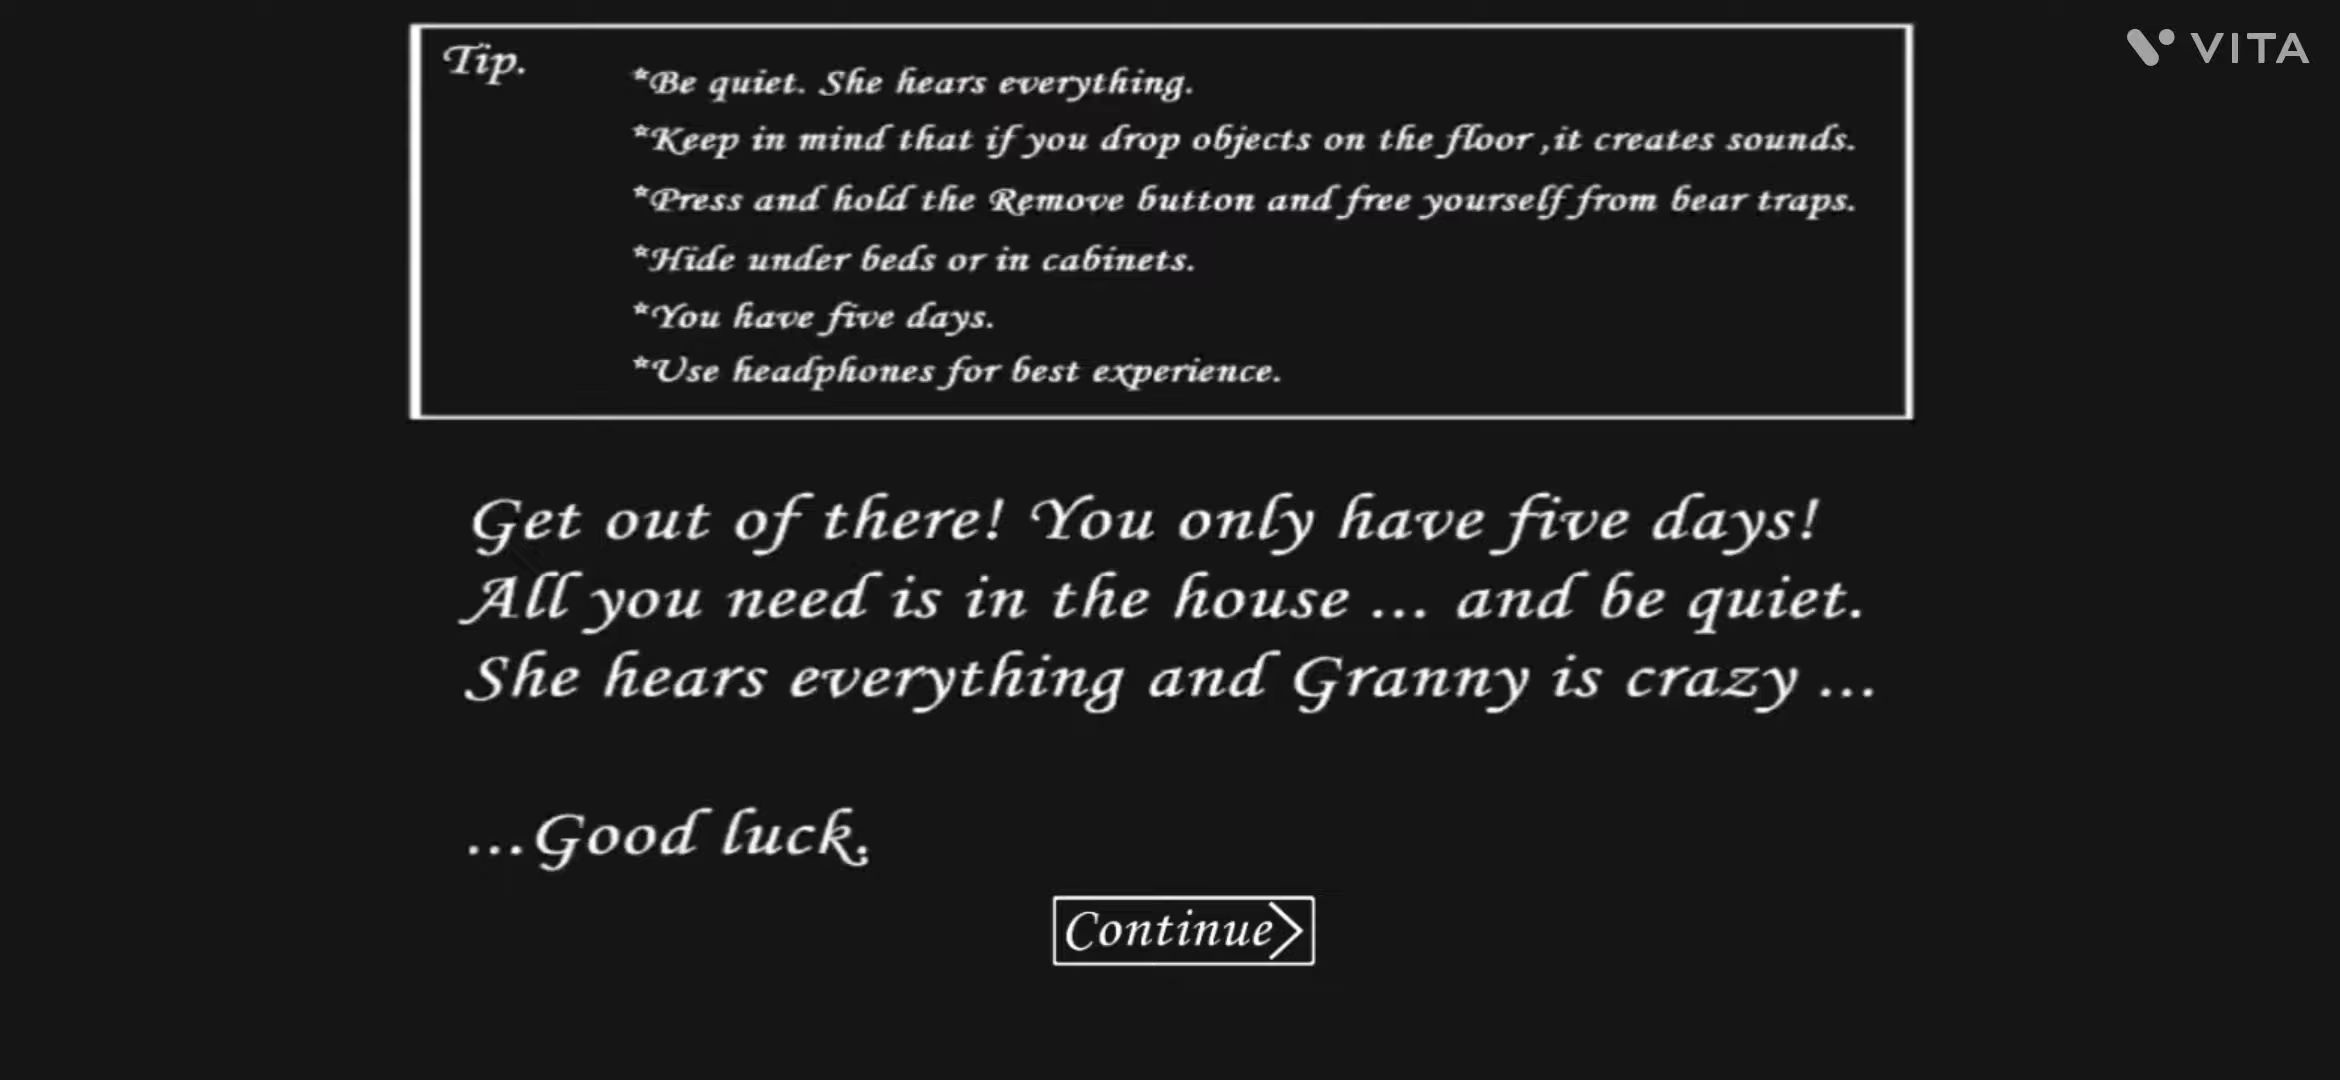 Tip.
*Be quiet. She hears everything.
*Keep in mind that if you drop objects on the floor ,it creates sounds.
*Press and hold the Remove button and free yourself from bear traps.
*Hide under beds or in cabinets.
*You have five days.
*Use headphones for best experience.
VITA
Get out of there! You only have five days!
All you need is in the house ... and be quiet.
She hears everything and Granny is crazy ...
...Good luck.
Continue